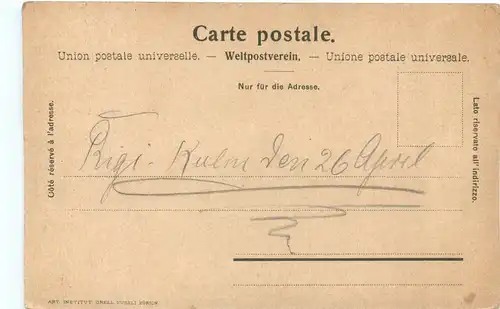 Carte postale.
Union postale universelle. — Weltpostverein. — Unione postale universale.
Nur für die Adresse.
Côté réservé à l'adresse.
Lato riservato all'indirizzo.
Rigi-Kulm Den 26 April
ART. INSTITUT ORELL FÜSSLI ZÜRICH